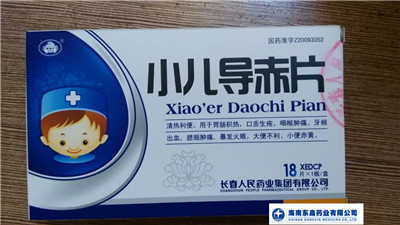 国药准字Z20093052
小儿导赤片
Xiao'er Daochi Pian
清热利便。用于胃肠积热，口舌生疮，咽喉肿痛，牙根
出血，腮颊肿痛，暴发火眼，大便不利，小便赤黄。
18 XEDCP
片×1板/盒
长春人民药业集团有限公司
CHANGCHUN PEOPLE PHARMACEUTICAL GROUP CO., LTD
海南东鑫药业有限公司
HAINAN DONGXIN MEDICINE CO.,LTD